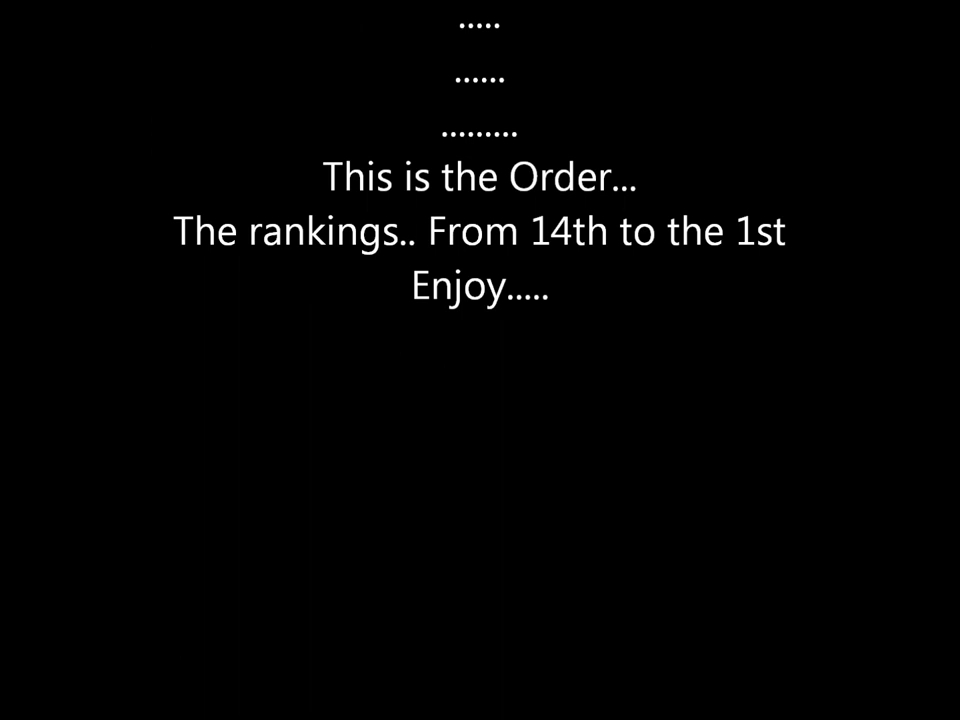 .....
......
.........
This is the Order...
The rankings.. From 14th to the 1st
Enjoy.....